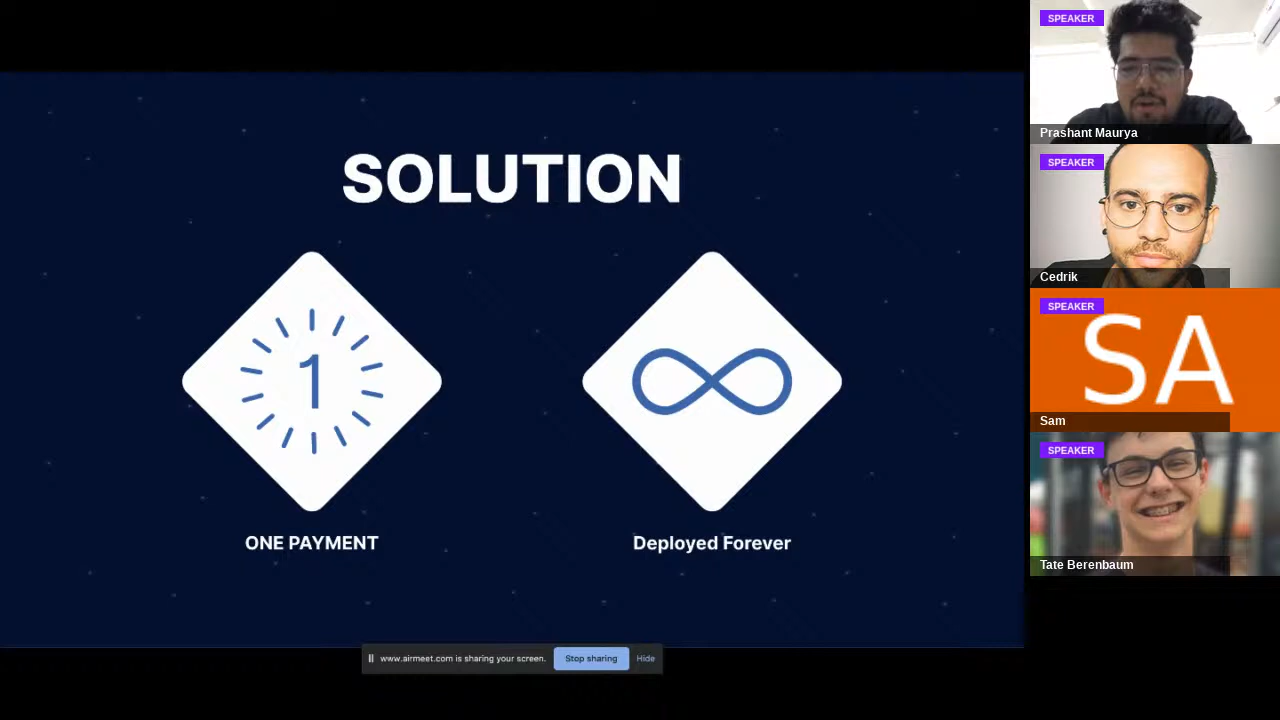 SOLUTION
1
ONE PAYMENT
Deployed Forever
www.airmeet.com is sharing your screen.
Stop sharing
Hide
SPEAKER
Prashant Maurya
SPEAKER
Cedrik
SPEAKER
SA
Sam
SPEAKER
Tate Berenbaum